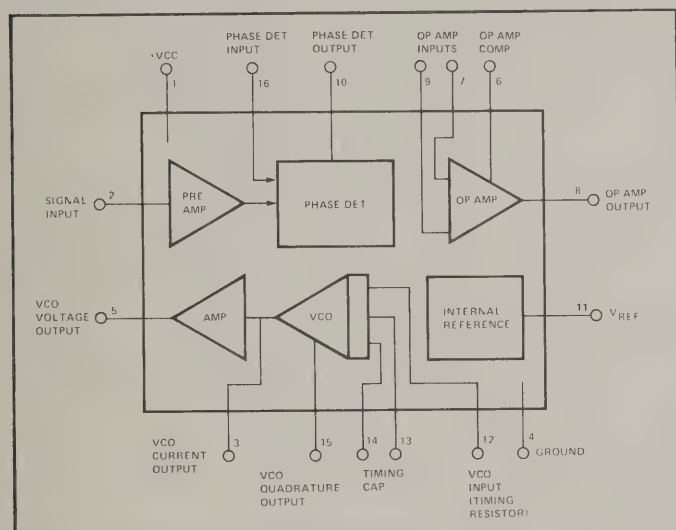 PHASE DET INPUT
PHASE DET OUTPUT
OP AMP INPUTS
OP AMP COMP
+VCC
1
16
10
9
7
6
SIGNAL INPUT
2
PRE AMP
PHASE DET
OP AMP
8
OP AMP OUTPUT
VCO VOLTAGE OUTPUT
5
AMP
VCO
INTERNAL REFERENCE
11
VREF
VCO CURRENT OUTPUT
3
15
VCO QUADRATURE OUTPUT
14
13
TIMING CAP
12
VCO INPUT (TIMING RESISTOR)
4
GROUND